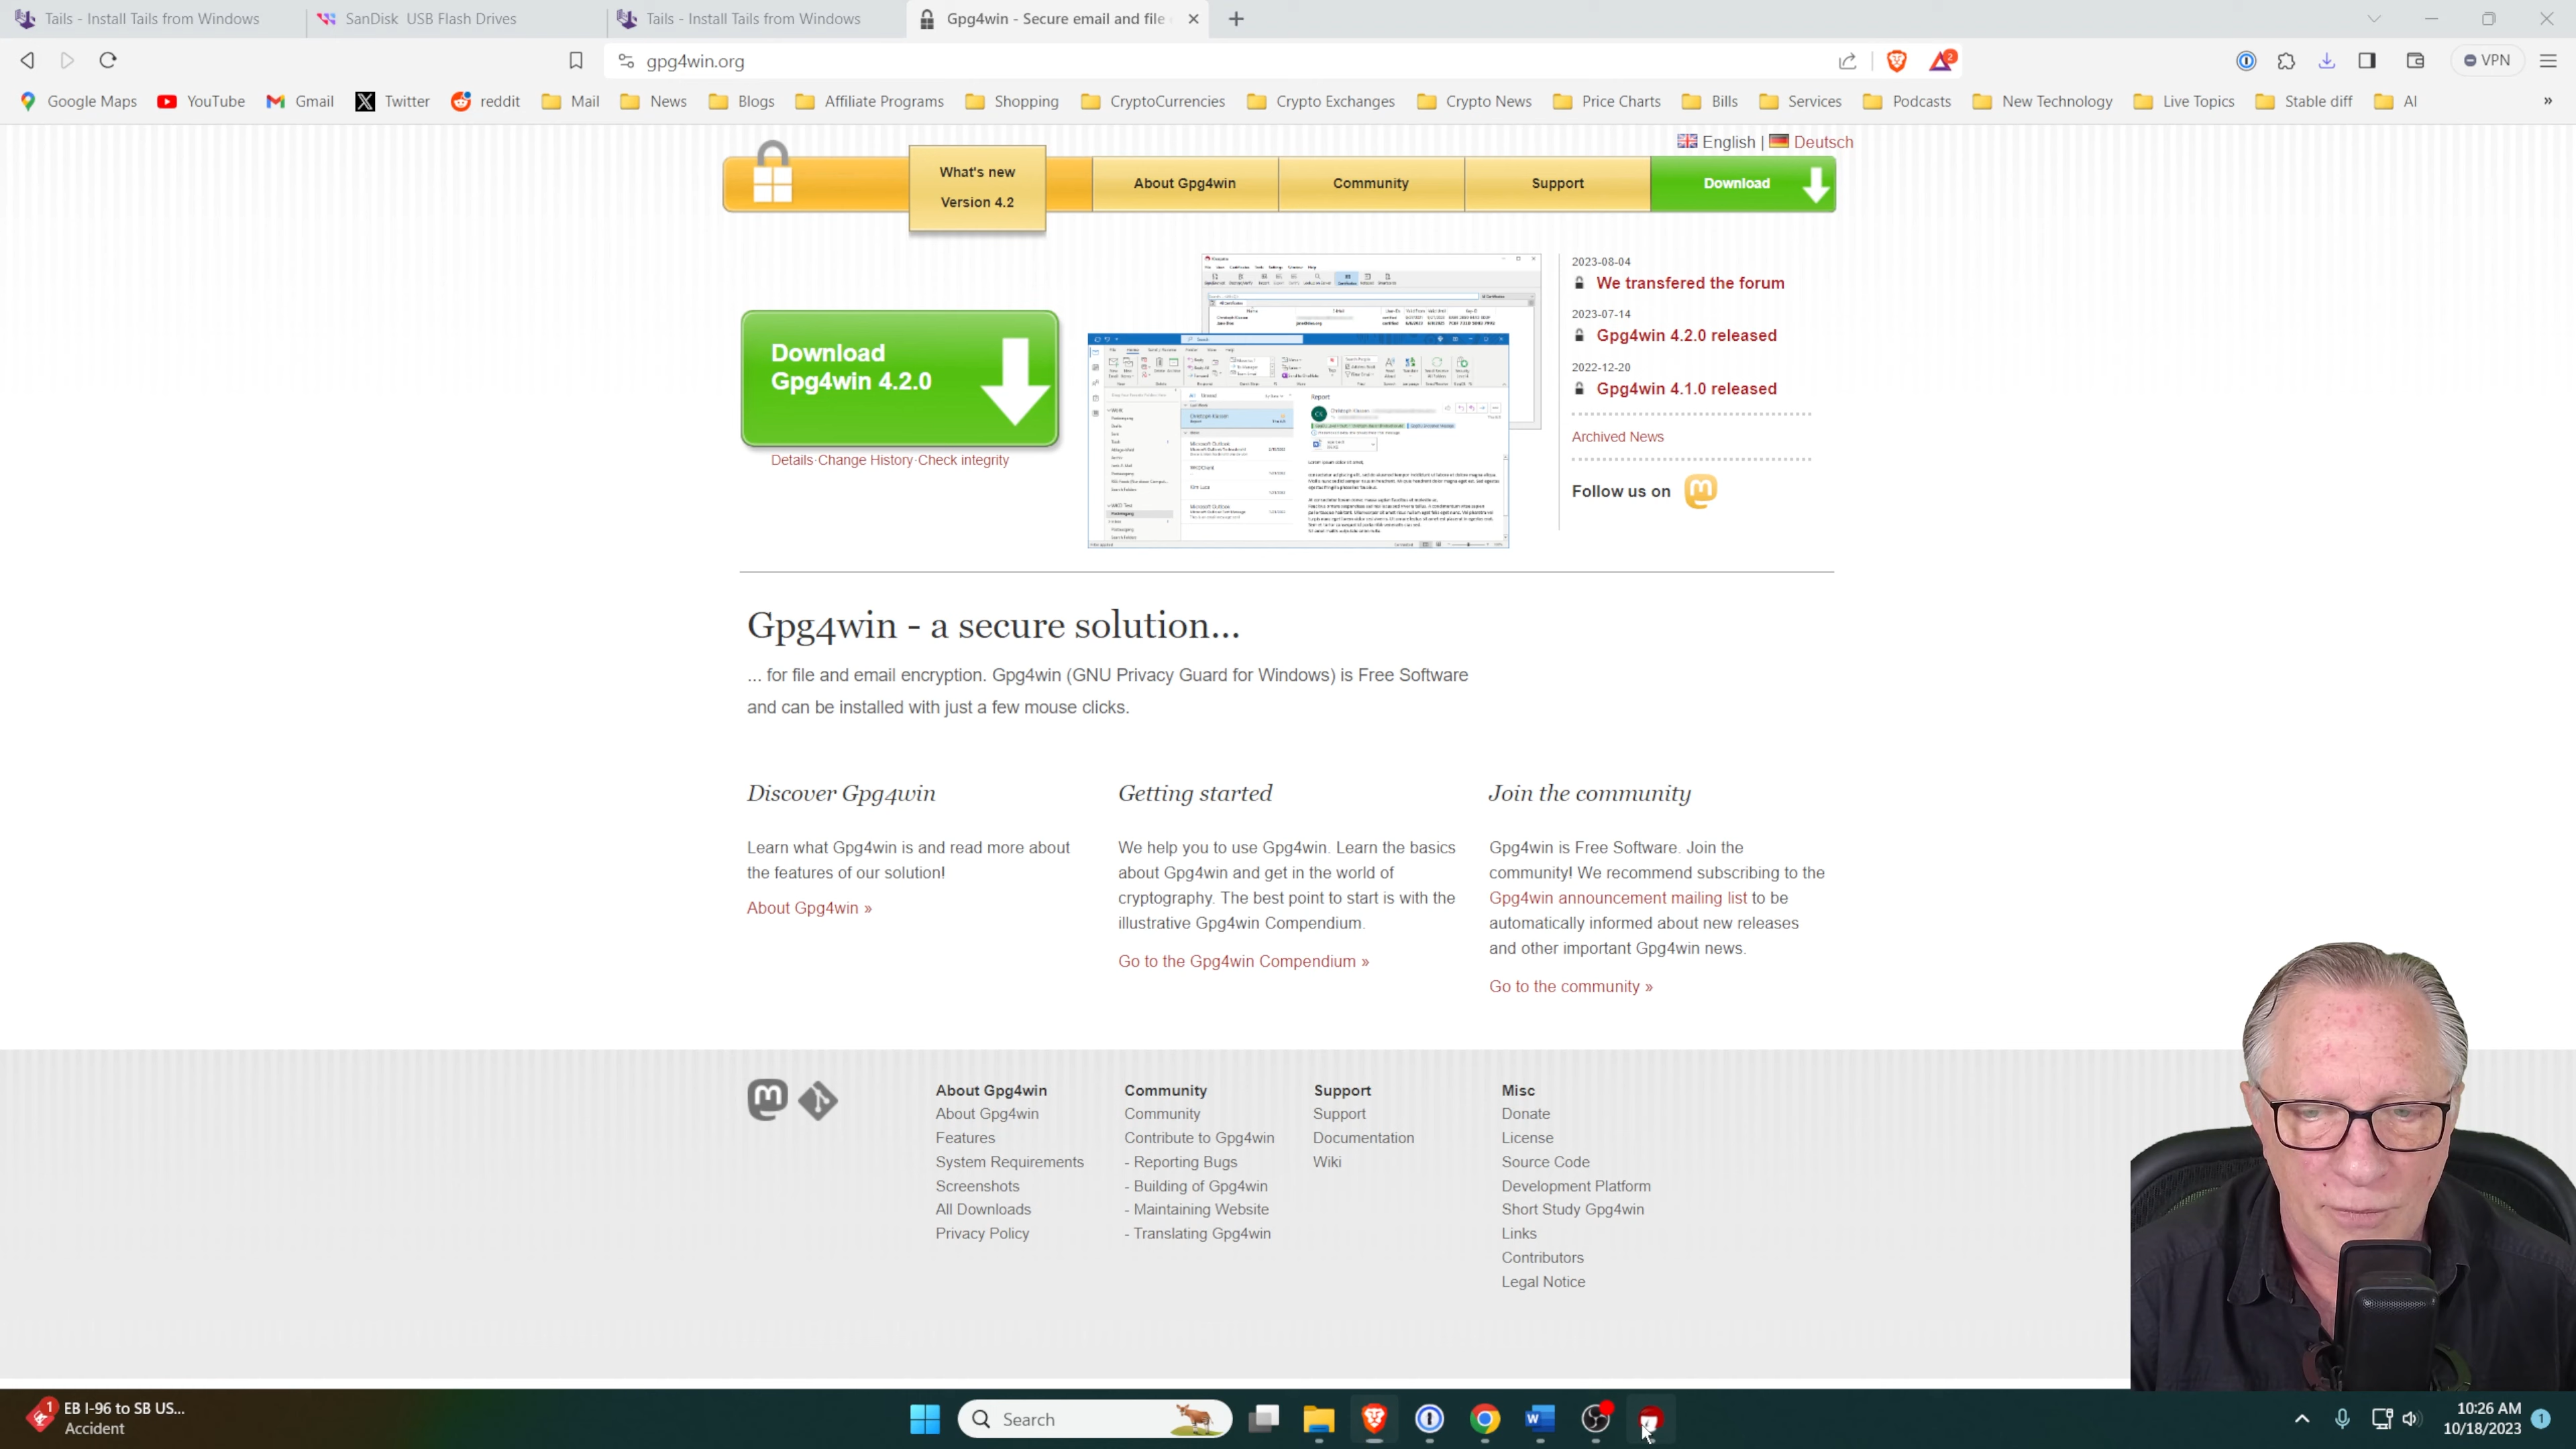 Tails - Install Tails from Windows
SanDisk USB Flash Drives
Tails - Install Tails from Windows
Gpg4win - Secure email and file
gpg4win.org
2
VPN
Google Maps
YouTube
Gmail
Twitter
reddit
Mail
News
Blogs
Affiliate Programs
Shopping
CryptoCurrencies
Crypto Exchanges
Crypto News
Price Charts
Bills
Services
Podcasts
New Technology
Live Topics
Stable diff
AI
»
English | Deutsch
What's new
Version 4.2
About Gpg4win
Community
Support
Download
Download
Gpg4win 4.2.0
Details·Change History·Check integrity
2023-08-04
We transfered the forum
2023-07-14
Gpg4win 4.2.0 released
2022-12-20
Gpg4win 4.1.0 released
Archived News
Follow us on
Gpg4win - a secure solution...
... for file and email encryption. Gpg4win (GNU Privacy Guard for Windows) is Free Software
and can be installed with just a few mouse clicks.
Discover Gpg4win
Learn what Gpg4win is and read more about
the features of our solution!
About Gpg4win »
Getting started
We help you to use Gpg4win. Learn the basics
about Gpg4win and get in the world of
cryptography. The best point to start is with the
illustrative Gpg4win Compendium.
Go to the Gpg4win Compendium »
Join the community
Gpg4win is Free Software. Join the
community! We recommend subscribing to the
Gpg4win announcement mailing list to be
automatically informed about new releases
and other important Gpg4win news.
Go to the community »
About Gpg4win
About Gpg4win
Features
System Requirements
Screenshots
All Downloads
Privacy Policy
Community
Community
Contribute to Gpg4win
- Reporting Bugs
- Building of Gpg4win
- Maintaining Website
- Translating Gpg4win
Support
Support
Documentation
Wiki
Misc
Donate
License
Source Code
Development Platform
Short Study Gpg4win
Links
Contributors
Legal Notice
1
EB I-96 to SB US...
Accident
Search
10:26 AM
10/18/2023
1